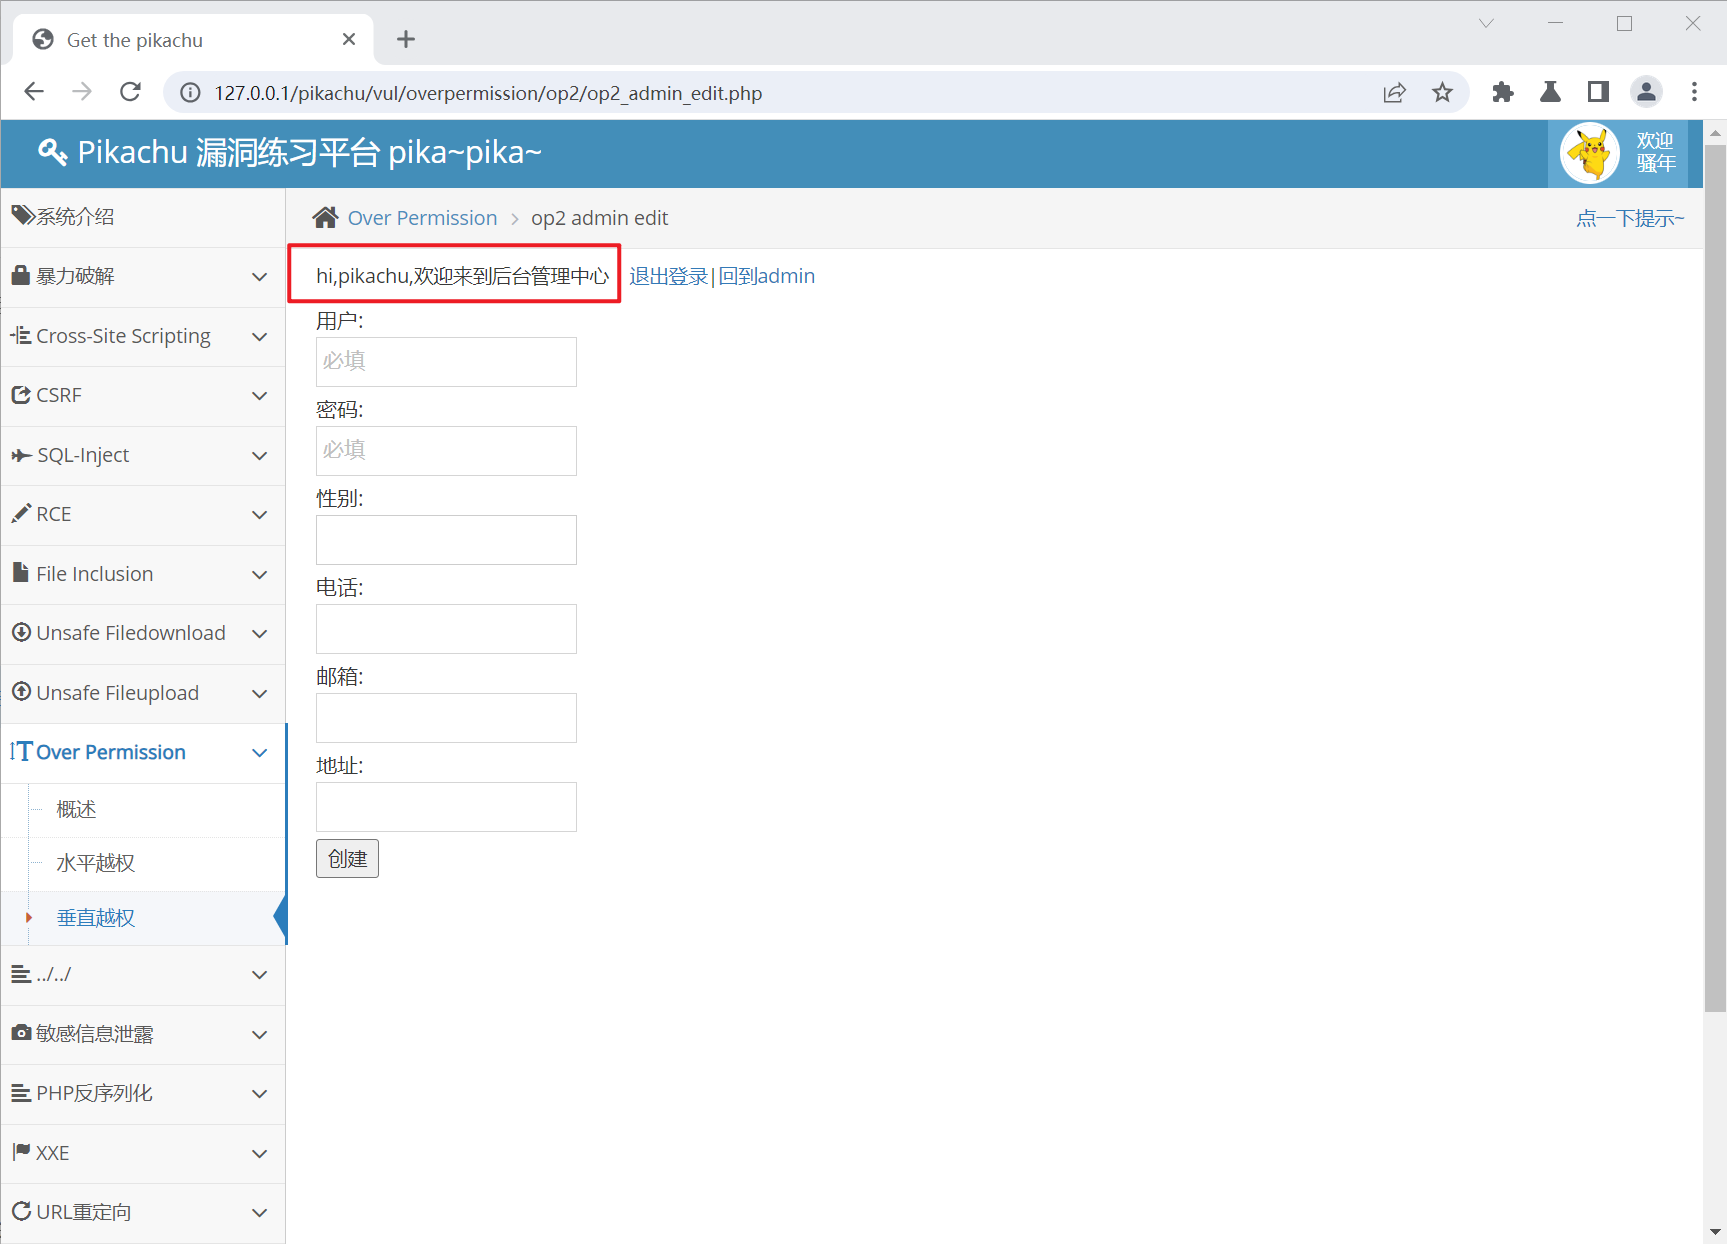 Get the pikachu
127.0.0.1/pikachu/vul/overpermission/op2/op2_admin_edit.php
Pikachu 漏洞练习平台 pika~pika~
欢迎
骚年
系统介绍
暴力破解
Cross-Site Scripting
CSRF
SQL-Inject
RCE
File Inclusion
Unsafe Filedownload
Unsafe Fileupload
Over Permission
概述
水平越权
垂直越权
../../
敏感信息泄露
PHP反序列化
XXE
URL重定向
Over Permission > op2 admin edit
点一下提示~
hi,pikachu,欢迎来到后台管理中心 退出登录|回到admin
用户:
必填
密码:
必填
性别:
电话:
邮箱:
地址:
创建